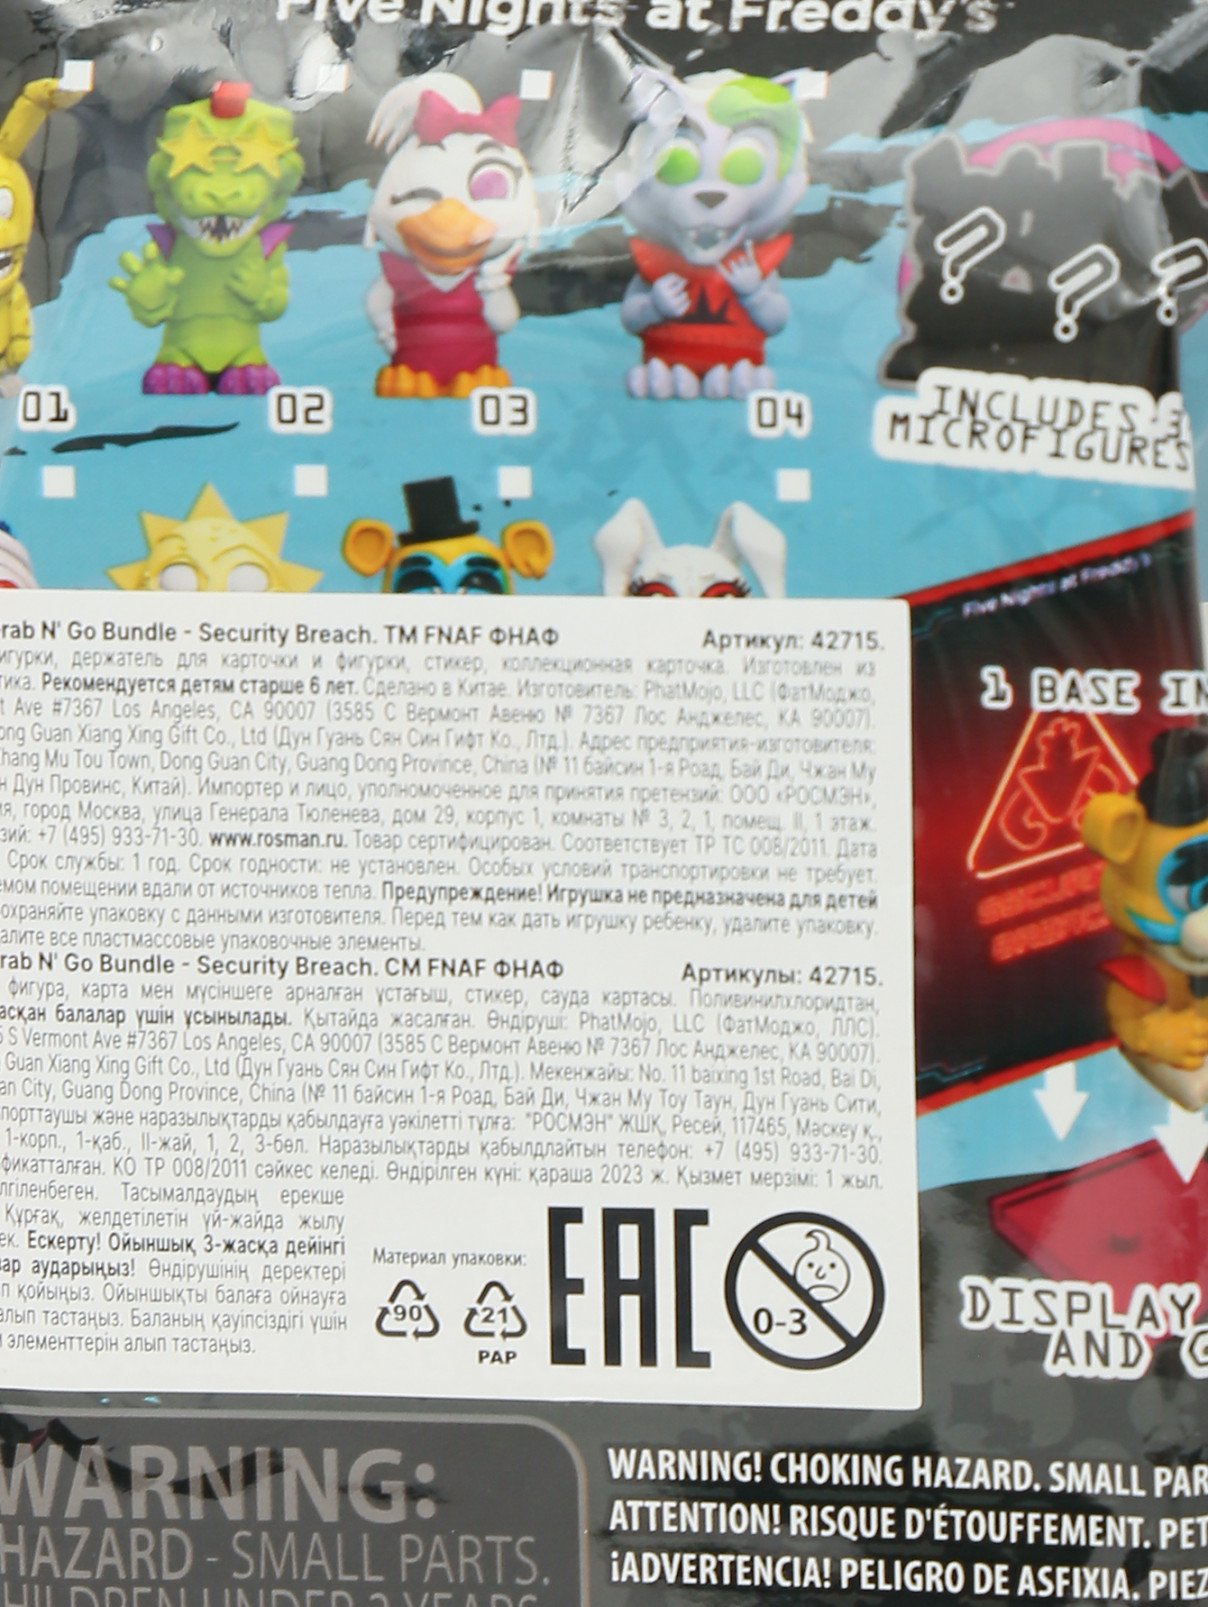 Five Nights at Freddy's
01
02
03
04
INCLUDES 3
MICROFIGURES
Five Nights at Freddy's
1 BASE IN
rab N' Go Bundle - Security Breach. TM FNAF ФНАФ Артикул: 42715.
игурки, держатель для карточки и фигурки, стикер, коллекционная карточка. Изготовлен из
тика. Рекомендуется детям старше 6 лет. Сделано в Китае. Изготовитель: PhatMojo, LLC (ФатМоджо,
t Ave #7367 Los Angeles, CA 90007 (3585 С Вермонт Авеню № 7367 Лос Анджелес, КА 90007).
ong Guan Xiang Xing Gift Co., Ltd (Дун Гуань Сян Син Гифт Ко., Лтд.). Адрес предприятия-изготовителя:
hang Mu Tou Town, Dong Guan City, Guang Dong Province, China (№ 11 байсин 1-я Роад, Бай Ди, Чжан Му
н Дун Провинс, Китай). Импортер и лицо, уполномоченное для принятия претензий: ООО «РОСМЭН»,
ия, город Москва, улица Генерала Тюленева, дом 29, корпус 1, комнаты № 3, 2, 1, помещ. II, 1 этаж.
зий: +7 (495) 933-71-30. www.rosman.ru. Товар сертифицирован. Соответствует ТР ТС 008/2011. Дата
Срок службы: 1 год. Срок годности: не установлен. Особых условий транспортировки не требует.
емом помещении вдали от источников тепла. Предупреждение! Игрушка не предназначена для детей
охраняйте упаковку с данными изготовителя. Перед тем как дать игрушку ребенку, удалите упаковку.
алите все пластмассовые упаковочные элементы.
rab N' Go Bundle - Security Breach. СМ FNAF ФНАФ Артикулы: 42715.
фигура, карта мен мүсіншеге арналған ұстағыш, стикер, сауда картасы. Поливинилхлоридтан,
асқан балалар үшін ұсынылады. Қытайда жасалған. Өндіруші: PhatMojo, LLC (ФатМоджо, ЛЛС).
5 S Vermont Ave #7367 Los Angeles, CA 90007 (3585 С Вермонт Авеню № 7367 Лос Анджелес, КА 90007).
Guan Xiang Xing Gift Co., Ltd (Дун Гуань Сян Син Гифт Ко., Лтд.). Мекенжайы: No. 11 baixing 1st Road, Bai Di,
an City, Guang Dong Province, China (№ 11 байсин 1-я Роад, Бай Ди, Чжан Му Тоу Таун, Дун Гуань Сити,
порттаушы және наразылықтарды қабылдауға уәкілетті тұлға: "РОСМЭН" ЖШҚ, Ресей, 117465, Мәскеу қ.,
1-корп., 1-қаб., II-жай, 1, 2, 3-бөл. Наразылықтарды қабылдайтын телефон: +7 (495) 933-71-30.
фикатталған. КО ТР 008/2011 сәйкес келеді. Өндірілген күні: қараша 2023 ж. Қызмет мерзімі: 1 жыл.
лгіленбеген. Тасымалдаудың ерекше
Құрғақ, желдетілетін үй-жайда жылу
ек. Ескерту! Ойыншық 3-жасқа дейінгі
зар аударыңыз! Өндірушінің деректері
п қойыңыз. Ойыншықты балаға ойнауға
алып тастаңыз. Баланың қауіпсіздігі үшін
элементтерін алып тастаңыз.
Материал упаковки:
90
21
PAP
EAC
0-3
DISPLAY
AND
WARNING:
HAZARD - SMALL PARTS.
WARNING! CHOKING HAZARD. SMALL PAR
ATTENTION! RISQUE D'ÉTOUFFEMENT. PET
¡ADVERTENCIA! PELIGRO DE ASFIXIA. PIEZ